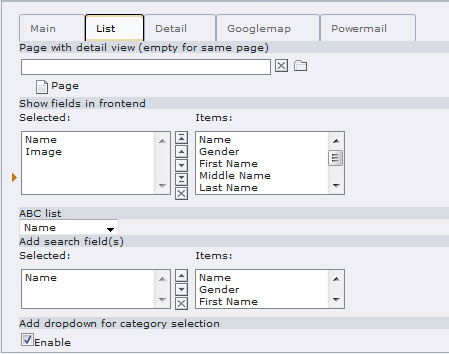 Main List Detail Googlemap Powermail
Page with detail view (empty for same page)
Page
Show fields in frontend
Selected: Items:
Name Name
Image Gender
First Name
Middle Name
Last Name
ABC list
Name
Add search field(s)
Selected: Items:
Name Name
Gender
First Name
Add dropdown for category selection
Enable